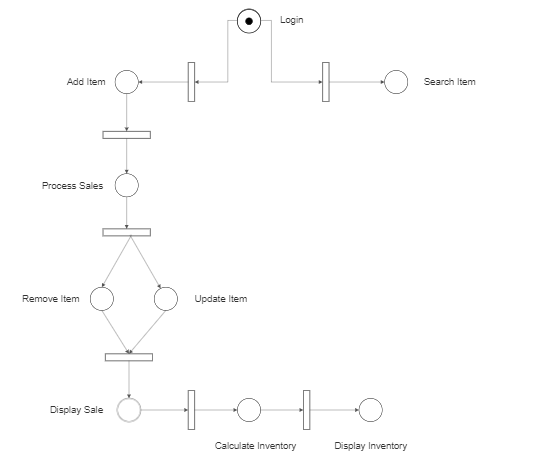 Login
Add Item
Search Item
Process Sales
Remove Item
Update Item
Display Sale
Calculate Inventory
Display Inventory